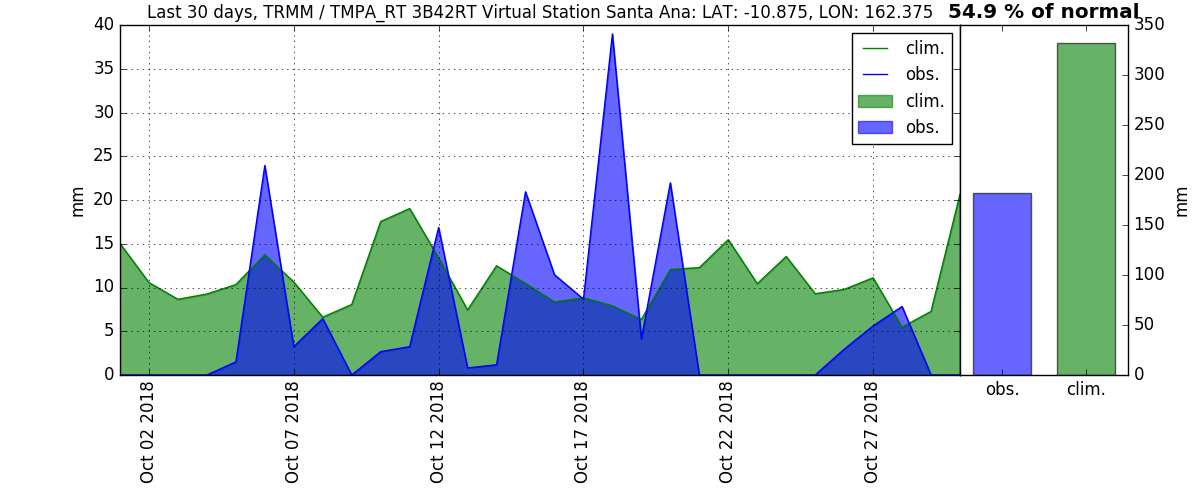 Last 30 days, TRMM / TMPA_RT 3B42RT Virtual Station Santa Ana: LAT: -10.875, LON: 162.375
54.9 % of normal
40
35
30
25
20
15
10
5
0
mm
clim.
obs.
clim.
obs.
Oct 02 2018
Oct 07 2018
Oct 12 2018
Oct 17 2018
Oct 22 2018
Oct 27 2018
350
300
250
200
150
100
50
0
mm
obs.
clim.